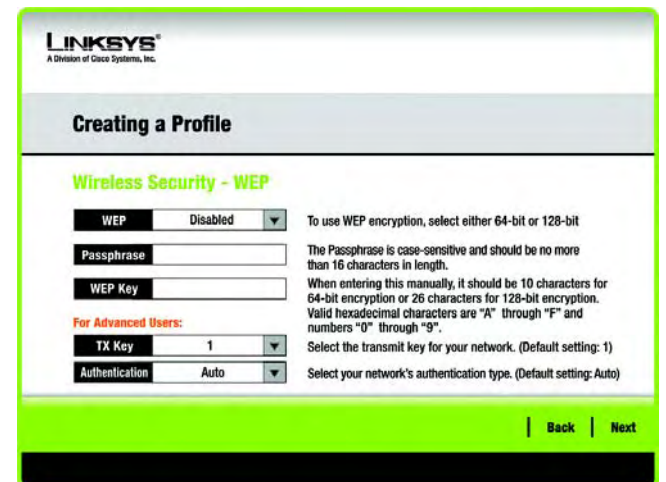 LINKSYS®
A Division of Cisco Systems, Inc.
Creating a Profile
Wireless Security - WEP
WEP Disabled To use WEP encryption, select either 64-bit or 128-bit
Passphrase The Passphrase is case-sensitive and should be no more
than 16 characters in length.
WEP Key When entering this manually, it should be 10 characters for
64-bit encryption or 26 characters for 128-bit encryption.
Valid hexadecimal characters are “A” through “F” and
numbers “0” through “9”.
For Advanced Users:
TX Key 1 Select the transmit key for your network. (Default setting: 1)
Authentication Auto Select your network's authentication type. (Default setting: Auto)
Back Next